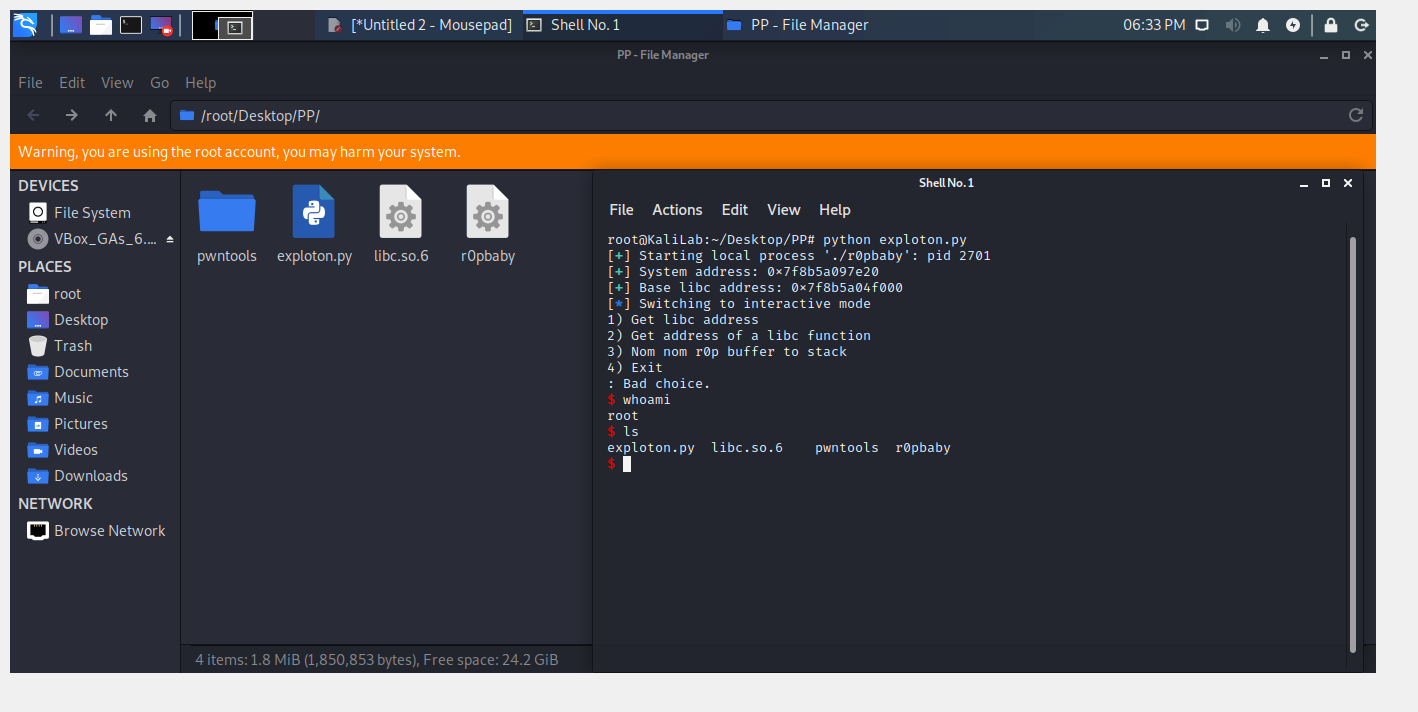 [*Untitled 2 - Mousepad]
Shell No. 1
PP - File Manager
06:33 PM
PP - File Manager
File Edit View Go Help
/root/Desktop/PP/
Warning, you are using the root account, you may harm your system.
DEVICES
File System
VBox_GAs_6....
PLACES
root
Desktop
Trash
Documents
Music
Pictures
Videos
Downloads
NETWORK
Browse Network
pwntools
exploton.py
libc.so.6
r0pbaby
4 items: 1.8 MiB (1,850,853 bytes), Free space: 24.2 GiB
Shell No. 1
File Actions Edit View Help
root@KaliLab:~/Desktop/PP# python exploton.py
[+] Starting local process './r0pbaby': pid 2701
[+] System address: 0×7f8b5a097e20
[+] Base libc address: 0×7f8b5a04f000
[*] Switching to interactive mode
1) Get libc address
2) Get address of a libc function
3) Nom nom r0p buffer to stack
4) Exit
: Bad choice.
$ whoami
root
$ ls
exploton.py  libc.so.6    pwntools  r0pbaby
$